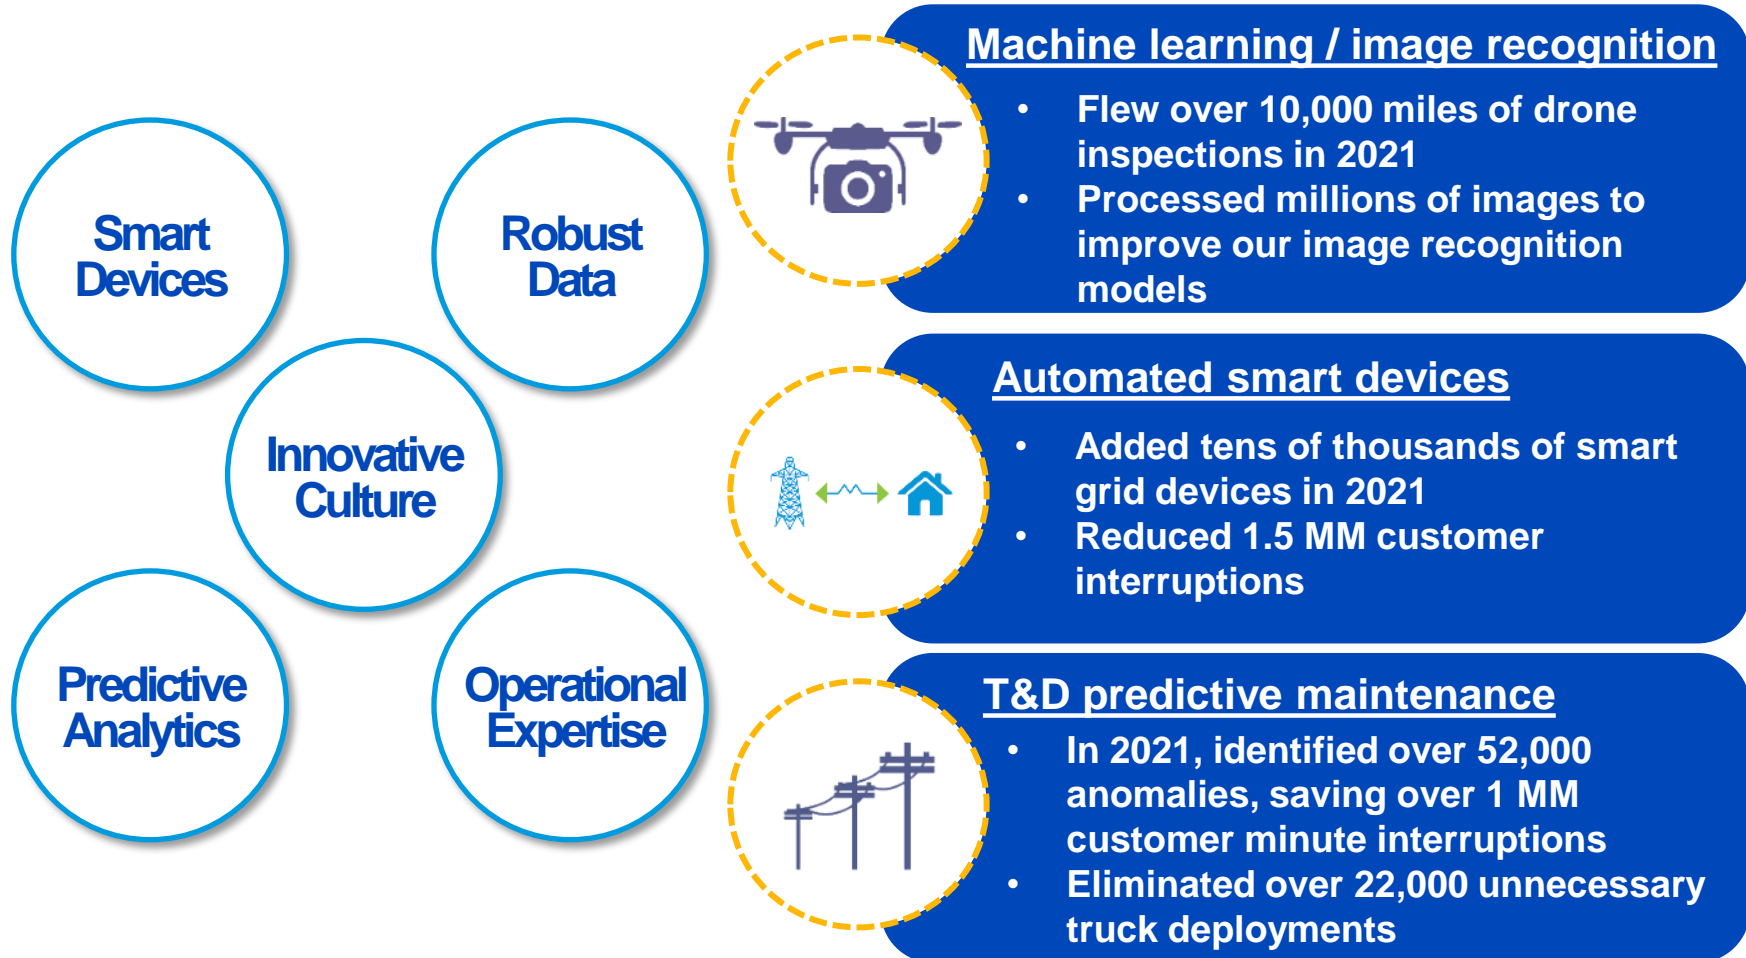 Smart
Devices
Robust
Data
Innovative
Culture
Predictive
Analytics
Operational
Expertise
Machine learning / image recognition
• Flew over 10,000 miles of drone
inspections in 2021
• Processed millions of images to
improve our image recognition
models
Automated smart devices
• Added tens of thousands of smart
grid devices in 2021
• Reduced 1.5 MM customer
interruptions
T&D predictive maintenance
• In 2021, identified over 52,000
anomalies, saving over 1 MM
customer minute interruptions
• Eliminated over 22,000 unnecessary
truck deployments